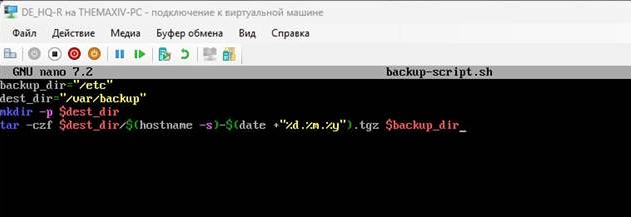 DE_HQ-R на THEMAXIV-PC - подключение к виртуальной машине
Файл Действие Медиа Буфер обмена Вид Справка
GNU nano 7.2 backup-script.sh
backup_dir="/etc"
dest_dir="/var/backup"
mkdir -p $dest_dir
tar -czf $dest_dir/$(hostname -s)-$(date +"%d.%m.%y").tgz $backup_dir